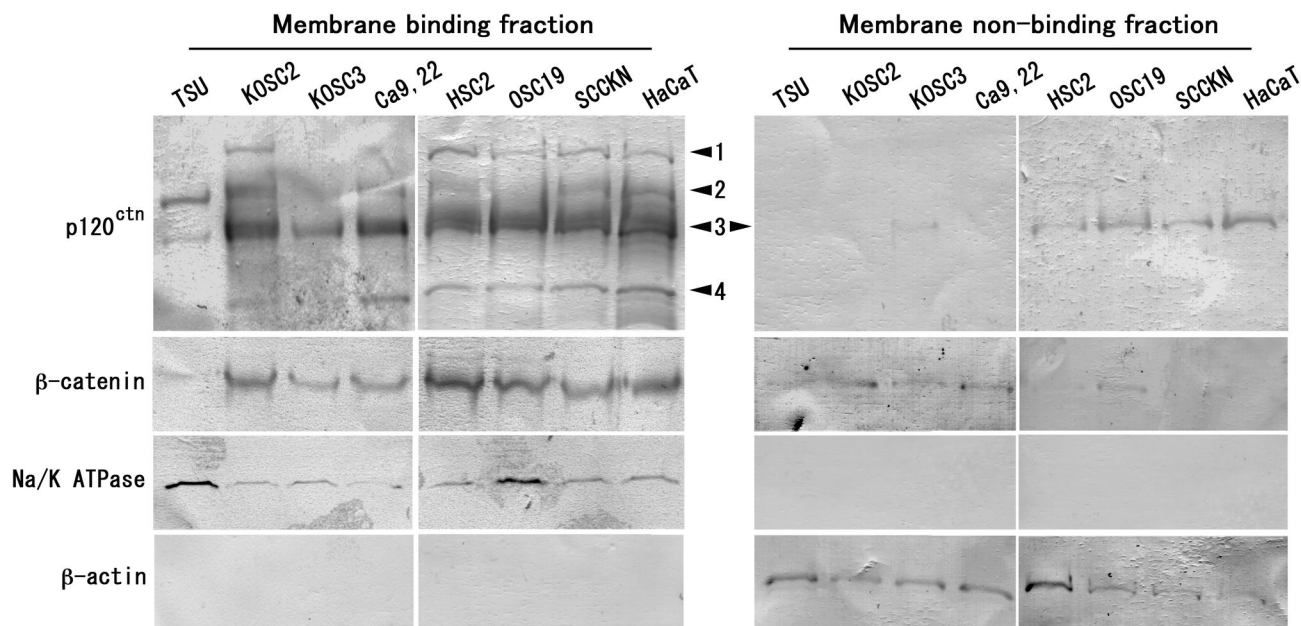 Membrane binding fraction
Membrane non-binding fraction
TSU KOSC2 KOSC3 Ca9,22 HSC2 OSC19 SCCKN HaCaT
TSU KOSC2 KOSC3 Ca9,22 HSC2 OSC19 SCCKN HaCaT
p120ctn
1
2
3
4
β-catenin
Na/K ATPase
β-actin